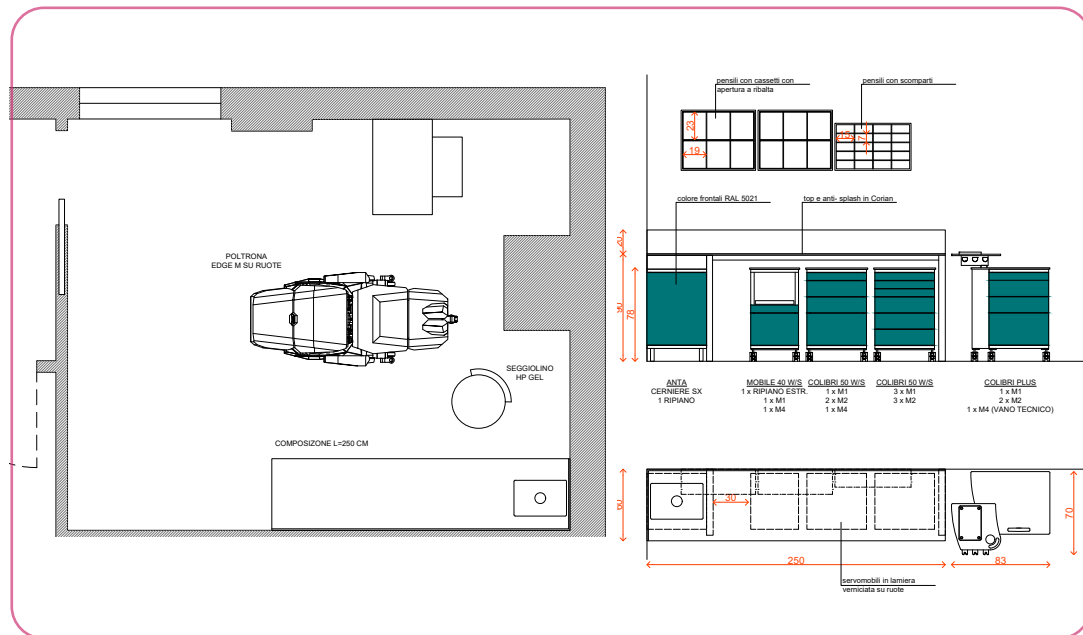 POLTRONA
EDGE M SU RUOTE
SEGGIOLINO
HP GEL
COMPOSIZONE L=250 CM
pensili con cassetti con
apertura a ribalta
pensili con scomparti
23
19
7
colore frontali RAL 5021
top e anti- splash in Corian
20
90
78
ANTA
CERNIERE SX
1 RIPIANO
MOBILE 40 W/S
1 x RIPIANO ESTR.
1 x M1
1 x M4
COLIBRI 50 W/S
1 x M1
2 x M2
1 x M4
COLIBRI 50 W/S
3 x M1
3 x M2
COLIBRI PLUS
1 x M1
2 x M2
1 x M4 (VANO TECNICO)
60
30
70
250
83
servomobili in lamiera
verniciata su ruote